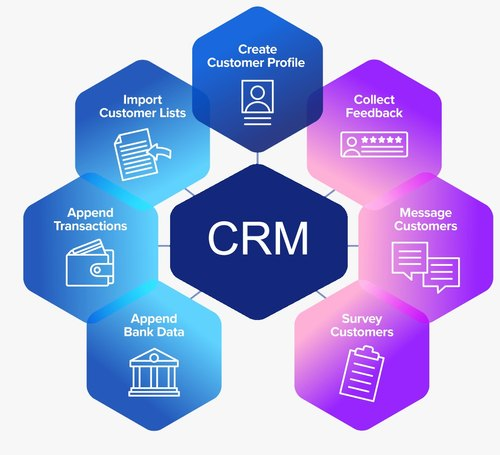 Create
Customer Profile
Import
Customer Lists
Collect
Feedback
Append
Transactions
CRM
Message
Customers
Append
Bank Data
Survey
Customers